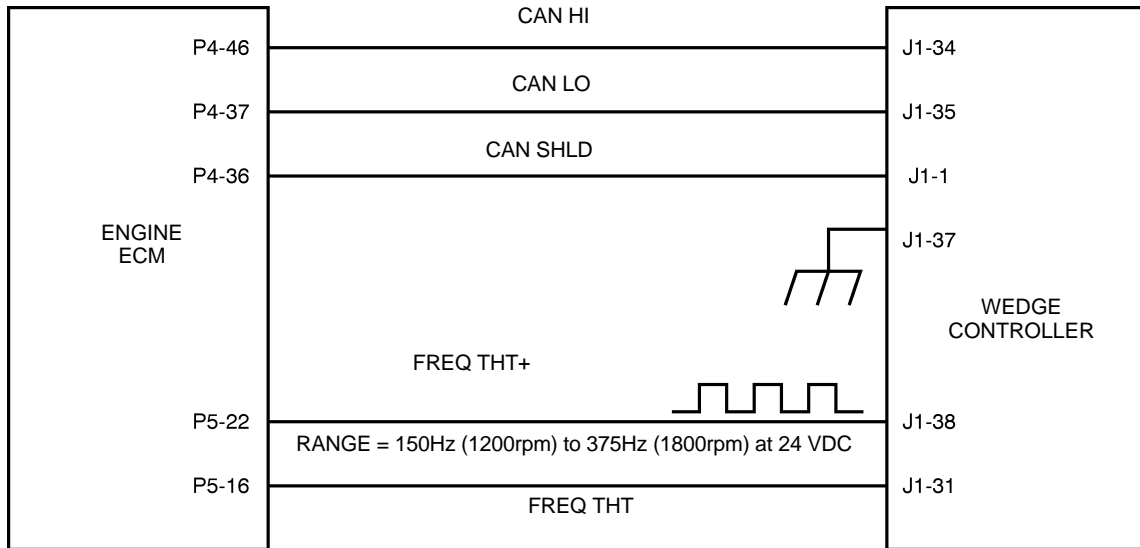 CAN HI
P4-46
J1-34
CAN LO
P4-37
J1-35
CAN SHLD
P4-36
J1-1
ENGINE
ECM
J1-37
WEDGE
CONTROLLER
FREQ THT+
P5-22
J1-38
RANGE = 150Hz (1200rpm) to 375Hz (1800rpm) at 24 VDC
P5-16
J1-31
FREQ THT